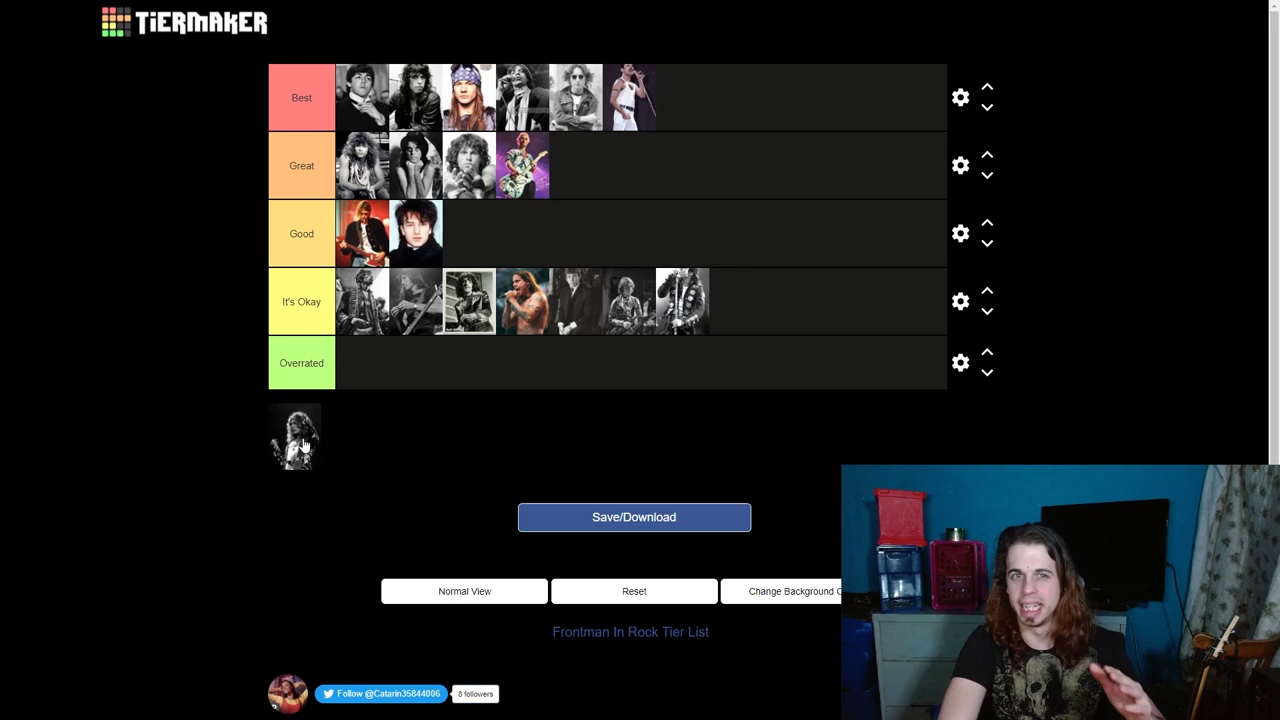 TiERMAKER
Best
Great
Good
It's Okay
Overrated
Save/Download
Normal View
Reset
Change Background C
Frontman In Rock Tier List
Follow @Catarin35844006
8 followers